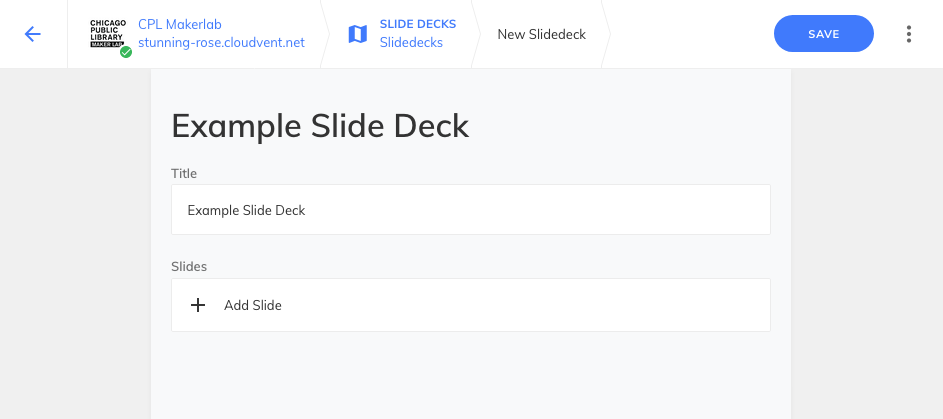 CHICAGO
PUBLIC
LIBRARY
MAKER LAB
CPL Makerlab
stunning-rose.cloudvent.net
SLIDE DECKS
Slidedecks
New Slidedeck
SAVE
Example Slide Deck
Title
Example Slide Deck
Slides
Add Slide